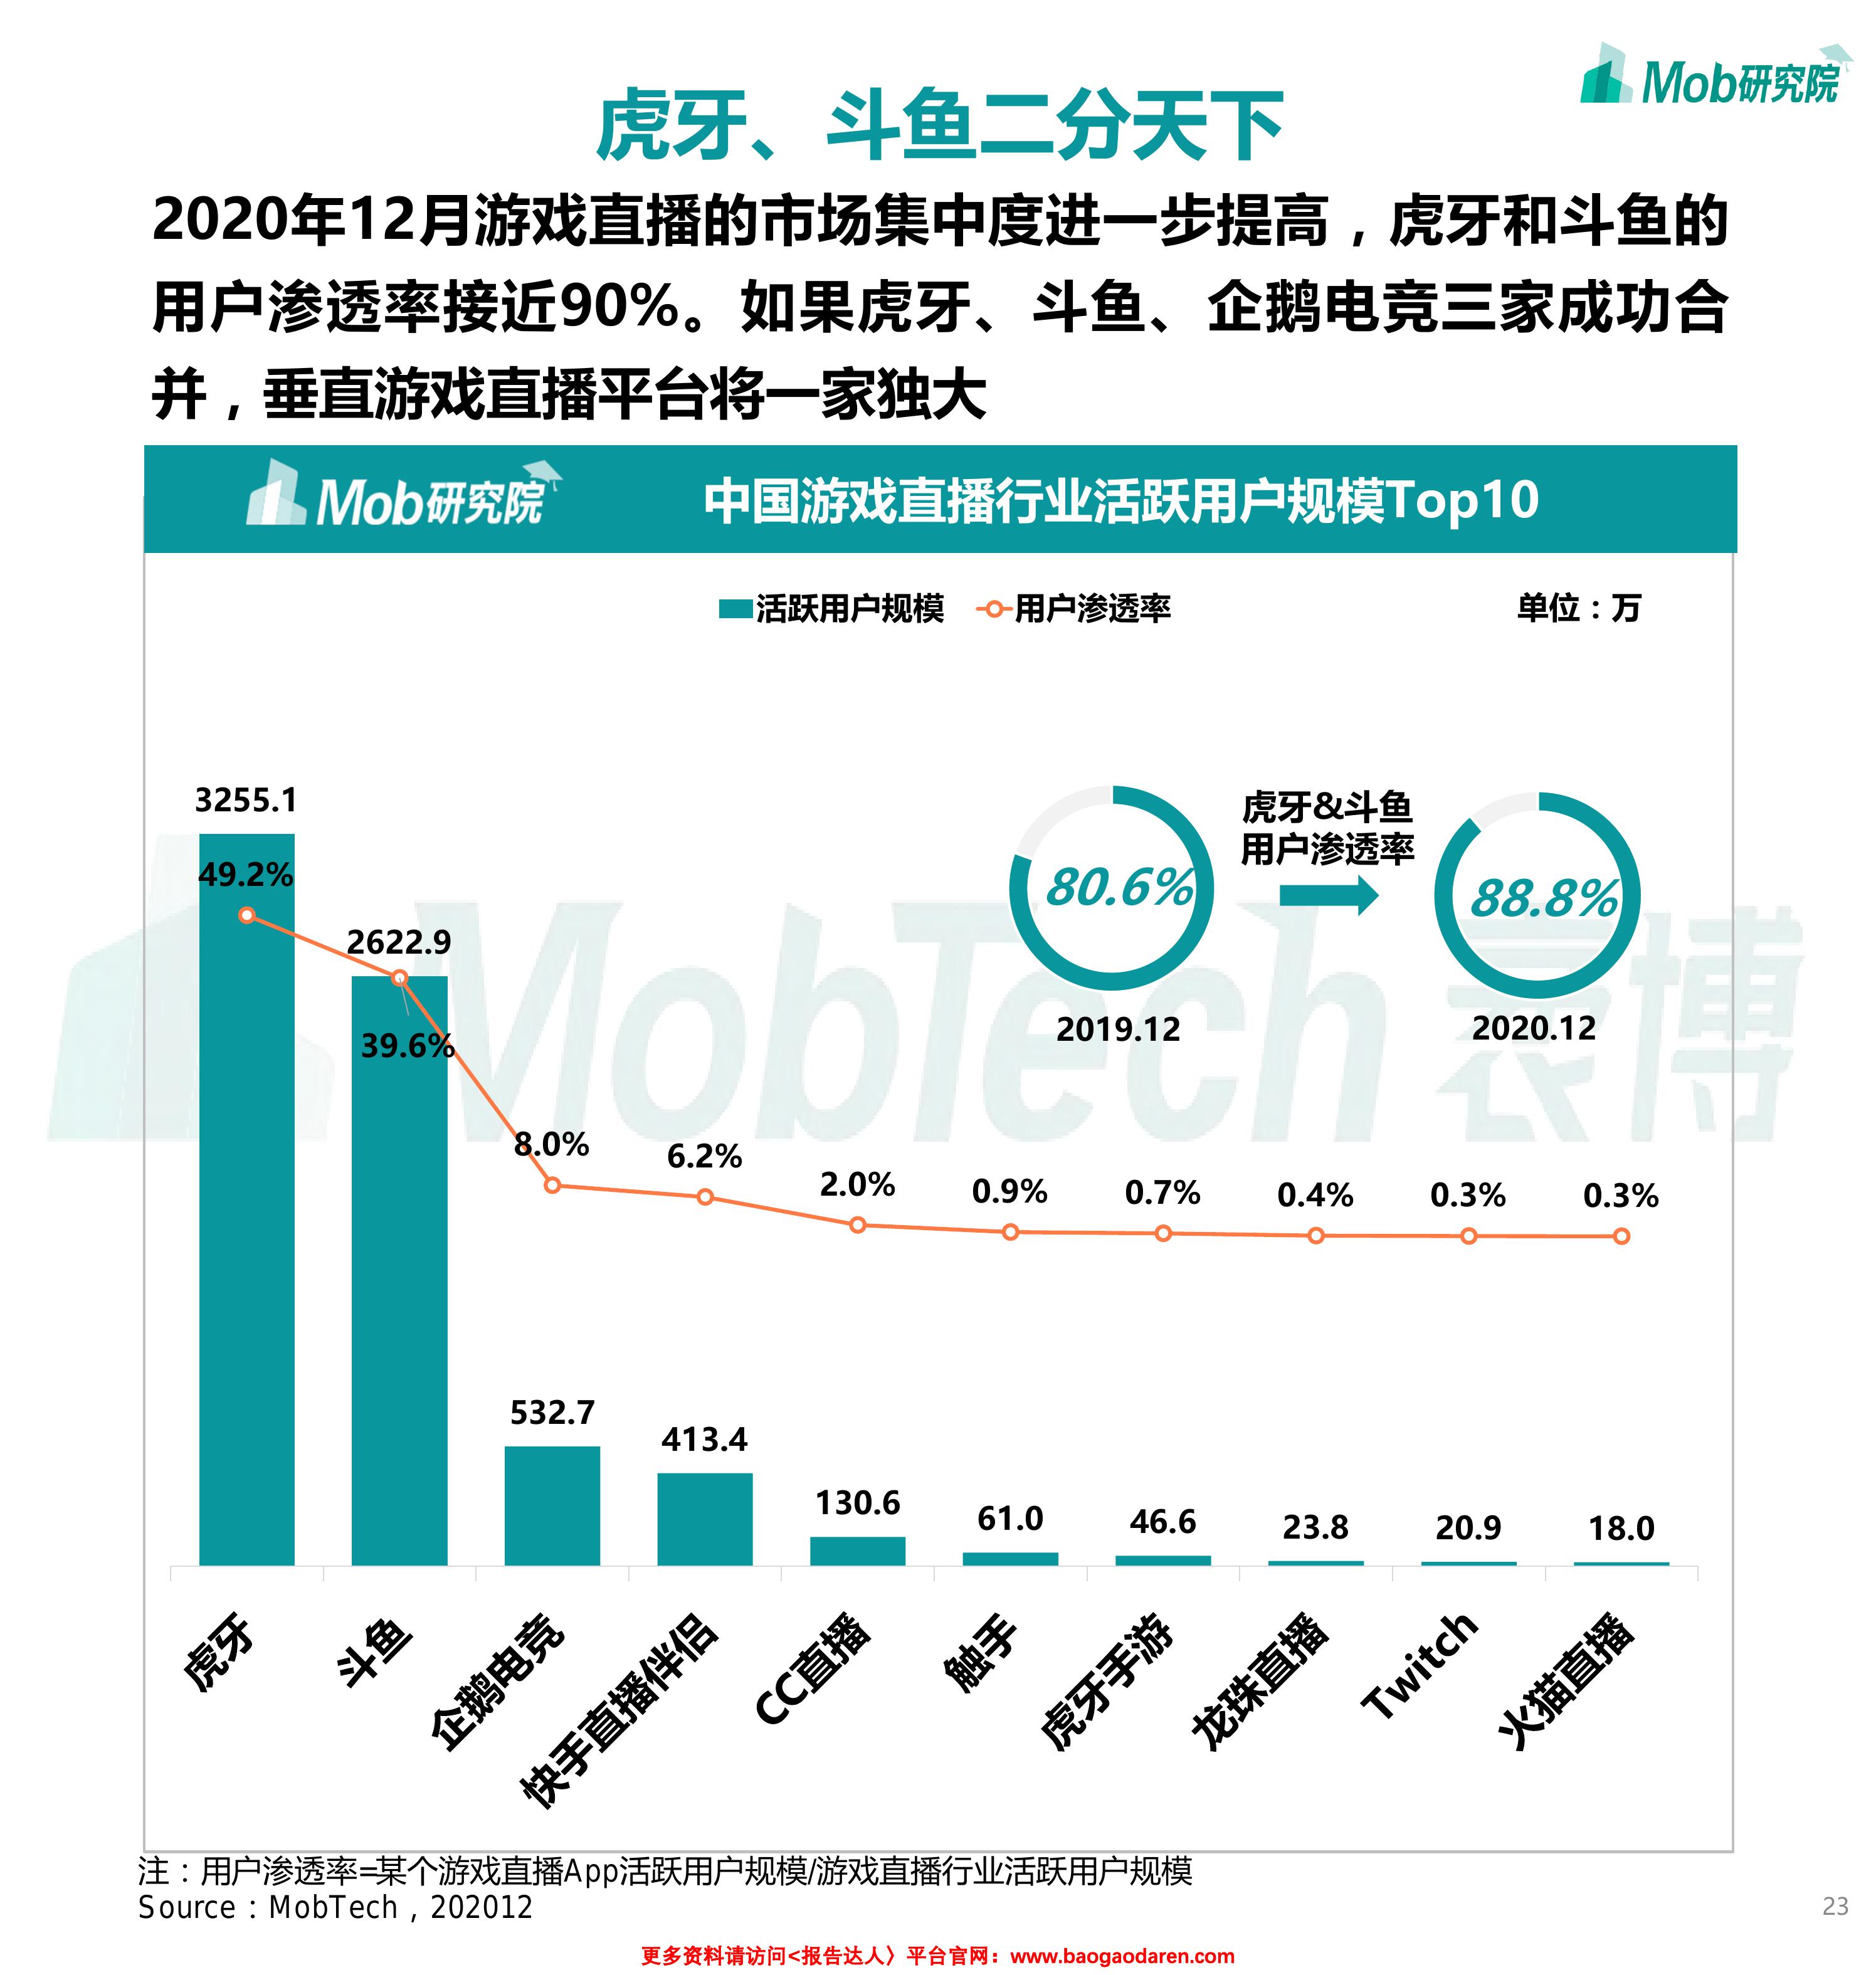 Mob研究院
虎牙、斗鱼二分天下
2020年12月游戏直播的市场集中度进一步提高，虎牙和斗鱼的
用户渗透率接近90%。如果虎牙、斗鱼、企鹅电竞三家成功合
并，垂直游戏直播平台将一家独大
Mob研究院
中国游戏直播行业活跃用户规模Top10
活跃用户规模
用户渗透率
单位：万
3255.1
49.2%
2622.9
39.6%
8.0%
6.2%
2.0%
0.9%
0.7%
0.4%
0.3%
0.3%
80.6%
虎牙&斗鱼
用户渗透率
88.8%
2019.12
2020.12
MobTech 袤博
532.7
413.4
130.6
61.0
46.6
23.8
20.9
18.0
虎牙
斗鱼
企鹅电竞
快手直播伴侣
CC直播
触手
虎牙手游
龙珠直播
Twitch
火猫直播
注：用户渗透率=某个游戏直播App活跃用户规模/游戏直播行业活跃用户规模
Source：MobTech，202012
23
更多资料请访问<报告达人〉平台官网：www.baogaodaren.com